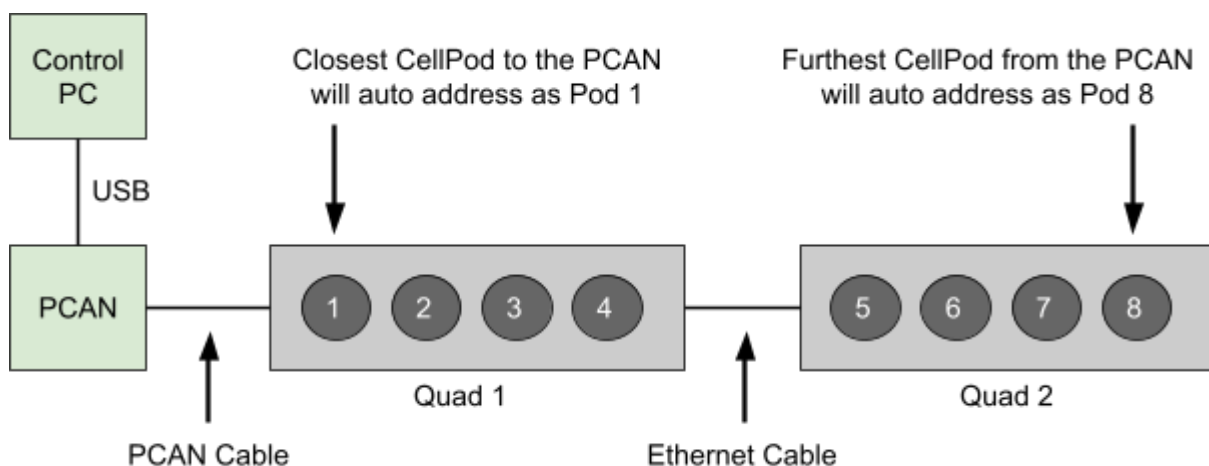 Control
PC
Closest CellPod to the PCAN
will auto address as Pod 1
Furthest CellPod from the PCAN
will auto address as Pod 8
USB
PCAN
1
2
3
4
5
6
7
8
Quad 1
Quad 2
PCAN Cable
Ethernet Cable